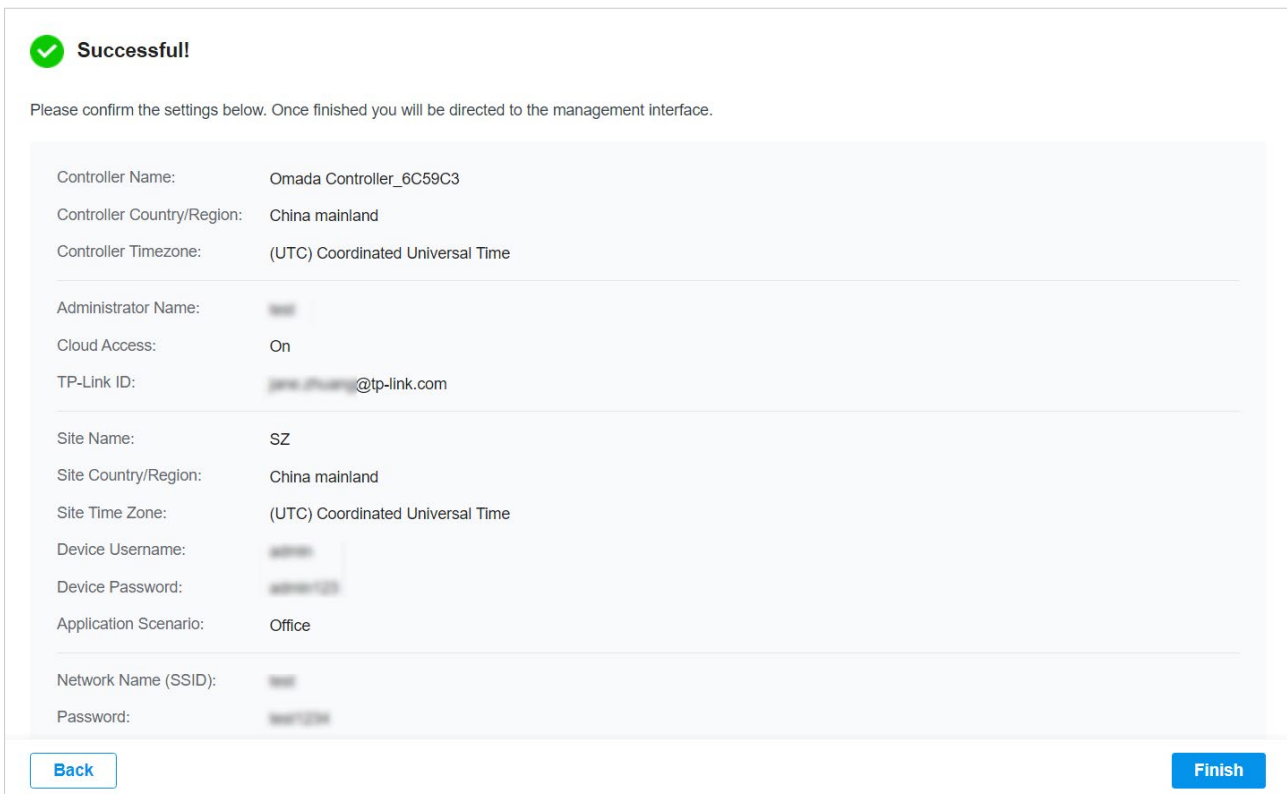 Successful!
Please confirm the settings below. Once finished you will be directed to the management interface.
Controller Name: Omada Controller_6C59C3
Controller Country/Region: China mainland
Controller Timezone: (UTC) Coordinated Universal Time
Administrator Name:
Cloud Access: On
TP-Link ID: @tp-link.com
Site Name: SZ
Site Country/Region: China mainland
Site Time Zone: (UTC) Coordinated Universal Time
Device Username:
Device Password:
Application Scenario: Office
Network Name (SSID):
Password:
Back Finish